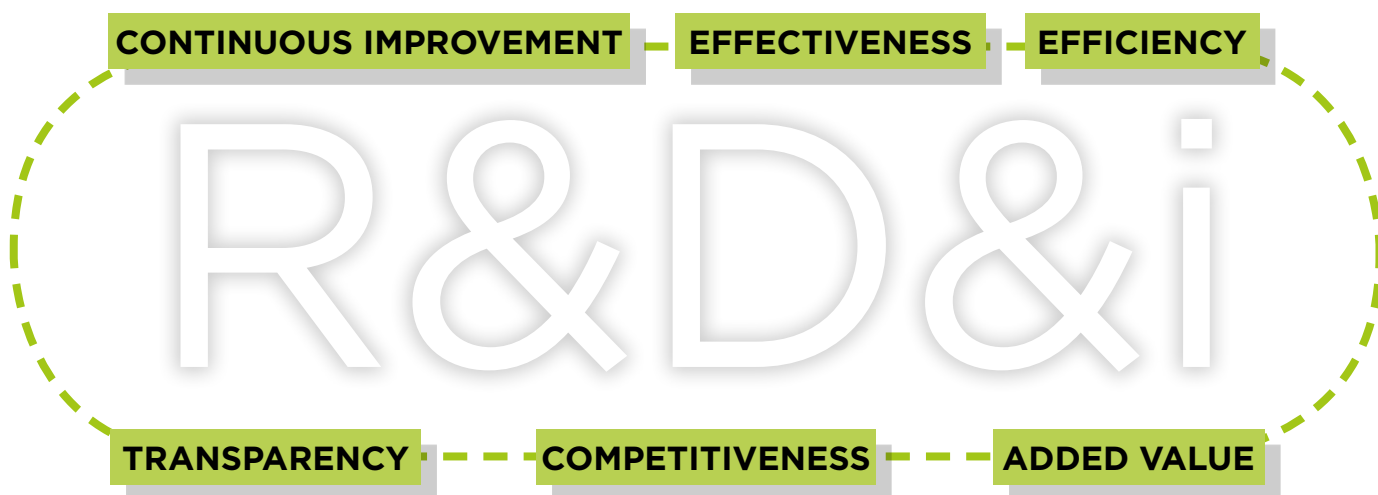 CONTINUOUS IMPROVEMENT EFFECTIVENESS EFFICIENCY
R&D&i
TRANSPARENCY COMPETITIVENESS ADDED VALUE